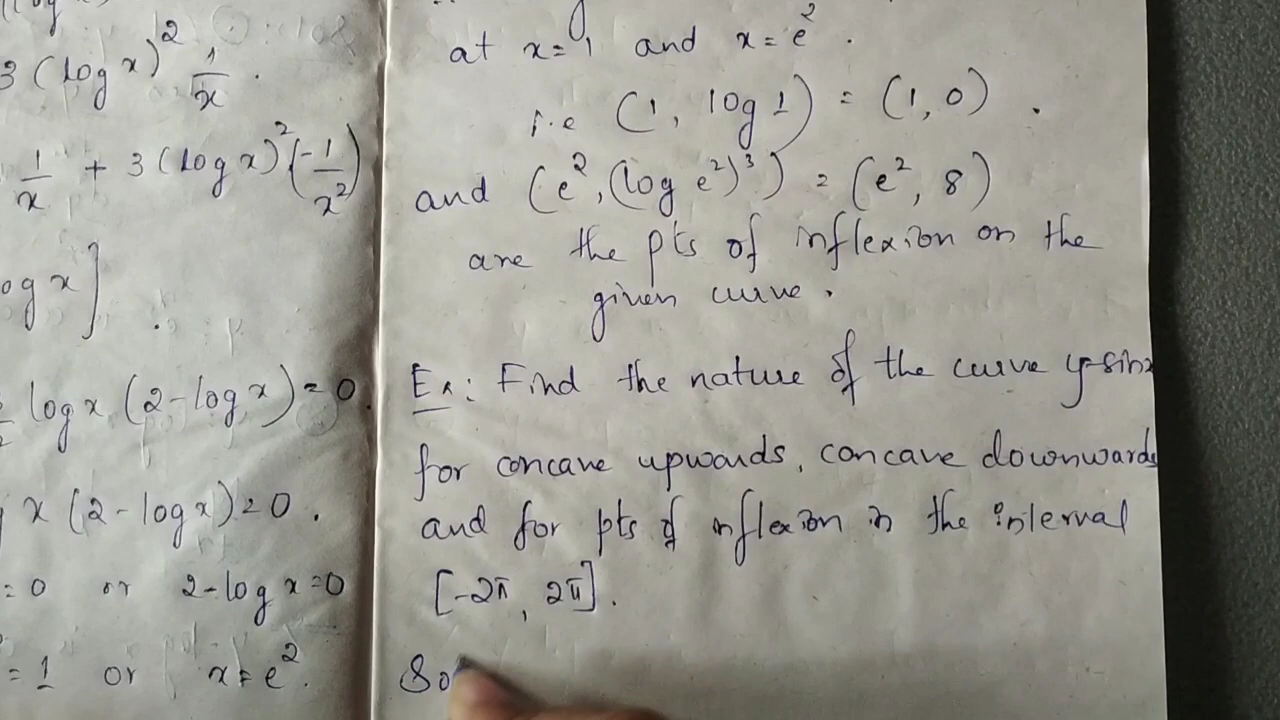 3 (log x)² 1/x .
1/x + 3 (log x)² (-1/x²)
og x]
log x (2 - log x) = 0.
x (2 - log x) = 0 .
= 0 or 2 - log x = 0
= 1 or x = e² .
at x = 1 and x = e² .
i.e (1, log 1) = (1, 0) .
and (e², (log e²)³) = (e², 8)
are the pts of inflexion on the
given curve .
Ex: Find the nature of the curve y=sinx
for concave upwards, concave downwards
and for pts of inflexion in the interval
[-2π, 2π] .
So